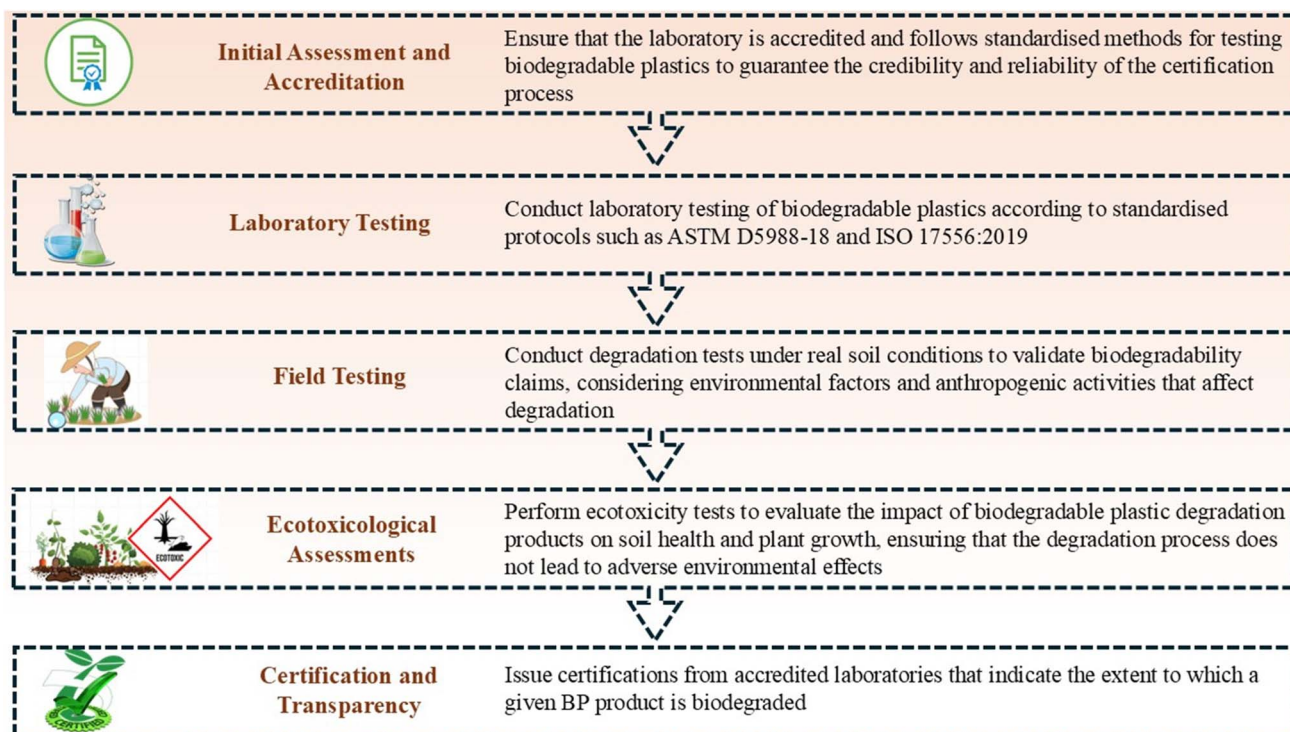 Initial Assessment and
Accreditation
Ensure that the laboratory is accredited and follows standardised methods for testing
biodegradable plastics to guarantee the credibility and reliability of the certification
process
Laboratory Testing
Conduct laboratory testing of biodegradable plastics according to standardised
protocols such as ASTM D5988-18 and ISO 17556:2019
Field Testing
Conduct degradation tests under real soil conditions to validate biodegradability
claims, considering environmental factors and anthropogenic activities that affect
degradation
ECOTOXIC
Ecotoxicological
Assessments
Perform ecotoxicity tests to evaluate the impact of biodegradable plastic degradation
products on soil health and plant growth, ensuring that the degradation process does
not lead to adverse environmental effects
CERTIFIED
Certification and
Transparency
Issue certifications from accredited laboratories that indicate the extent to which a
given BP product is biodegraded